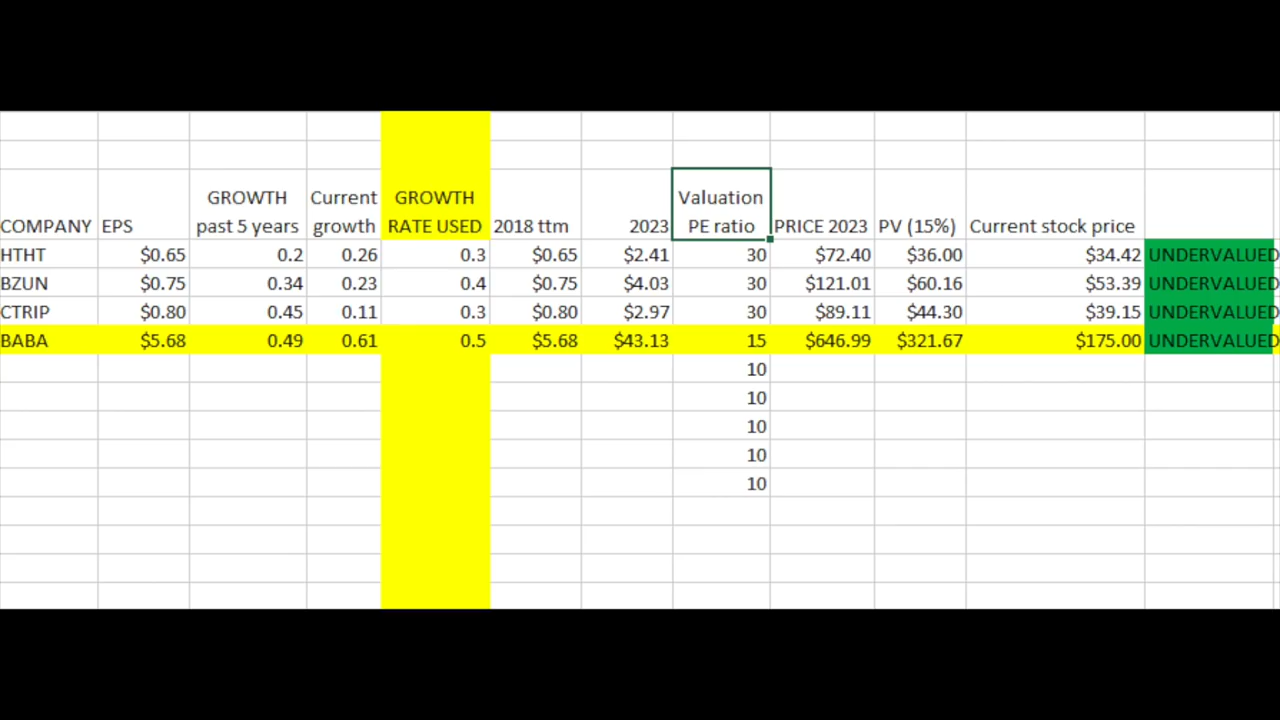 GROWTH Current GROWTH Valuation
COMPANY EPS past 5 years growth RATE USED 2018 ttm 2023 PE ratio PRICE 2023 PV (15%) Current stock price
HTHT $0.65 0.2 0.26 0.3 $0.65 $2.41 30 $72.40 $36.00 $34.42 UNDERVALUED
BZUN $0.75 0.34 0.23 0.4 $0.75 $4.03 30 $121.01 $60.16 $53.39 UNDERVALUED
CTRIP $0.80 0.45 0.11 0.3 $0.80 $2.97 30 $89.11 $44.30 $39.15 UNDERVALUED
BABA $5.68 0.49 0.61 0.5 $5.68 $43.13 15 $646.99 $321.67 $175.00 UNDERVALUED
10
10
10
10
10